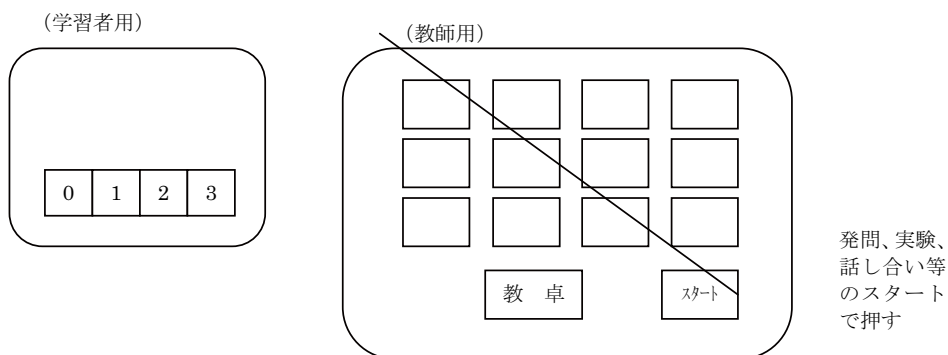 （学習者用）
（教師用）
0 1 2 3
教 卓
ｽﾀｰﾄ
発問、実験、
話し合い等
のスタート
で押す